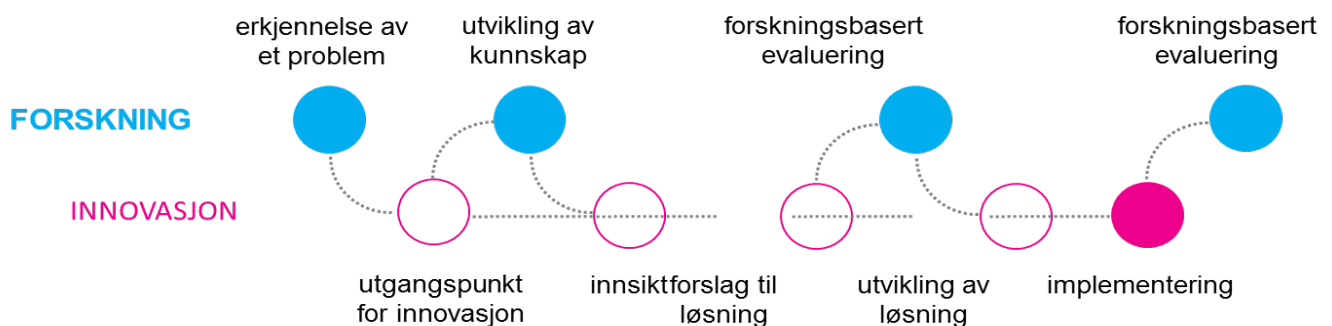 erkjennelse av
et problem
utvikling av
kunnskap
forskningsbasert
evaluering
forskningsbasert
evaluering
FORSKNING
INNOVASJON
utgangspunkt
for innovasjon
innsikt
forslag til
løsning
utvikling av
løsning
implementering